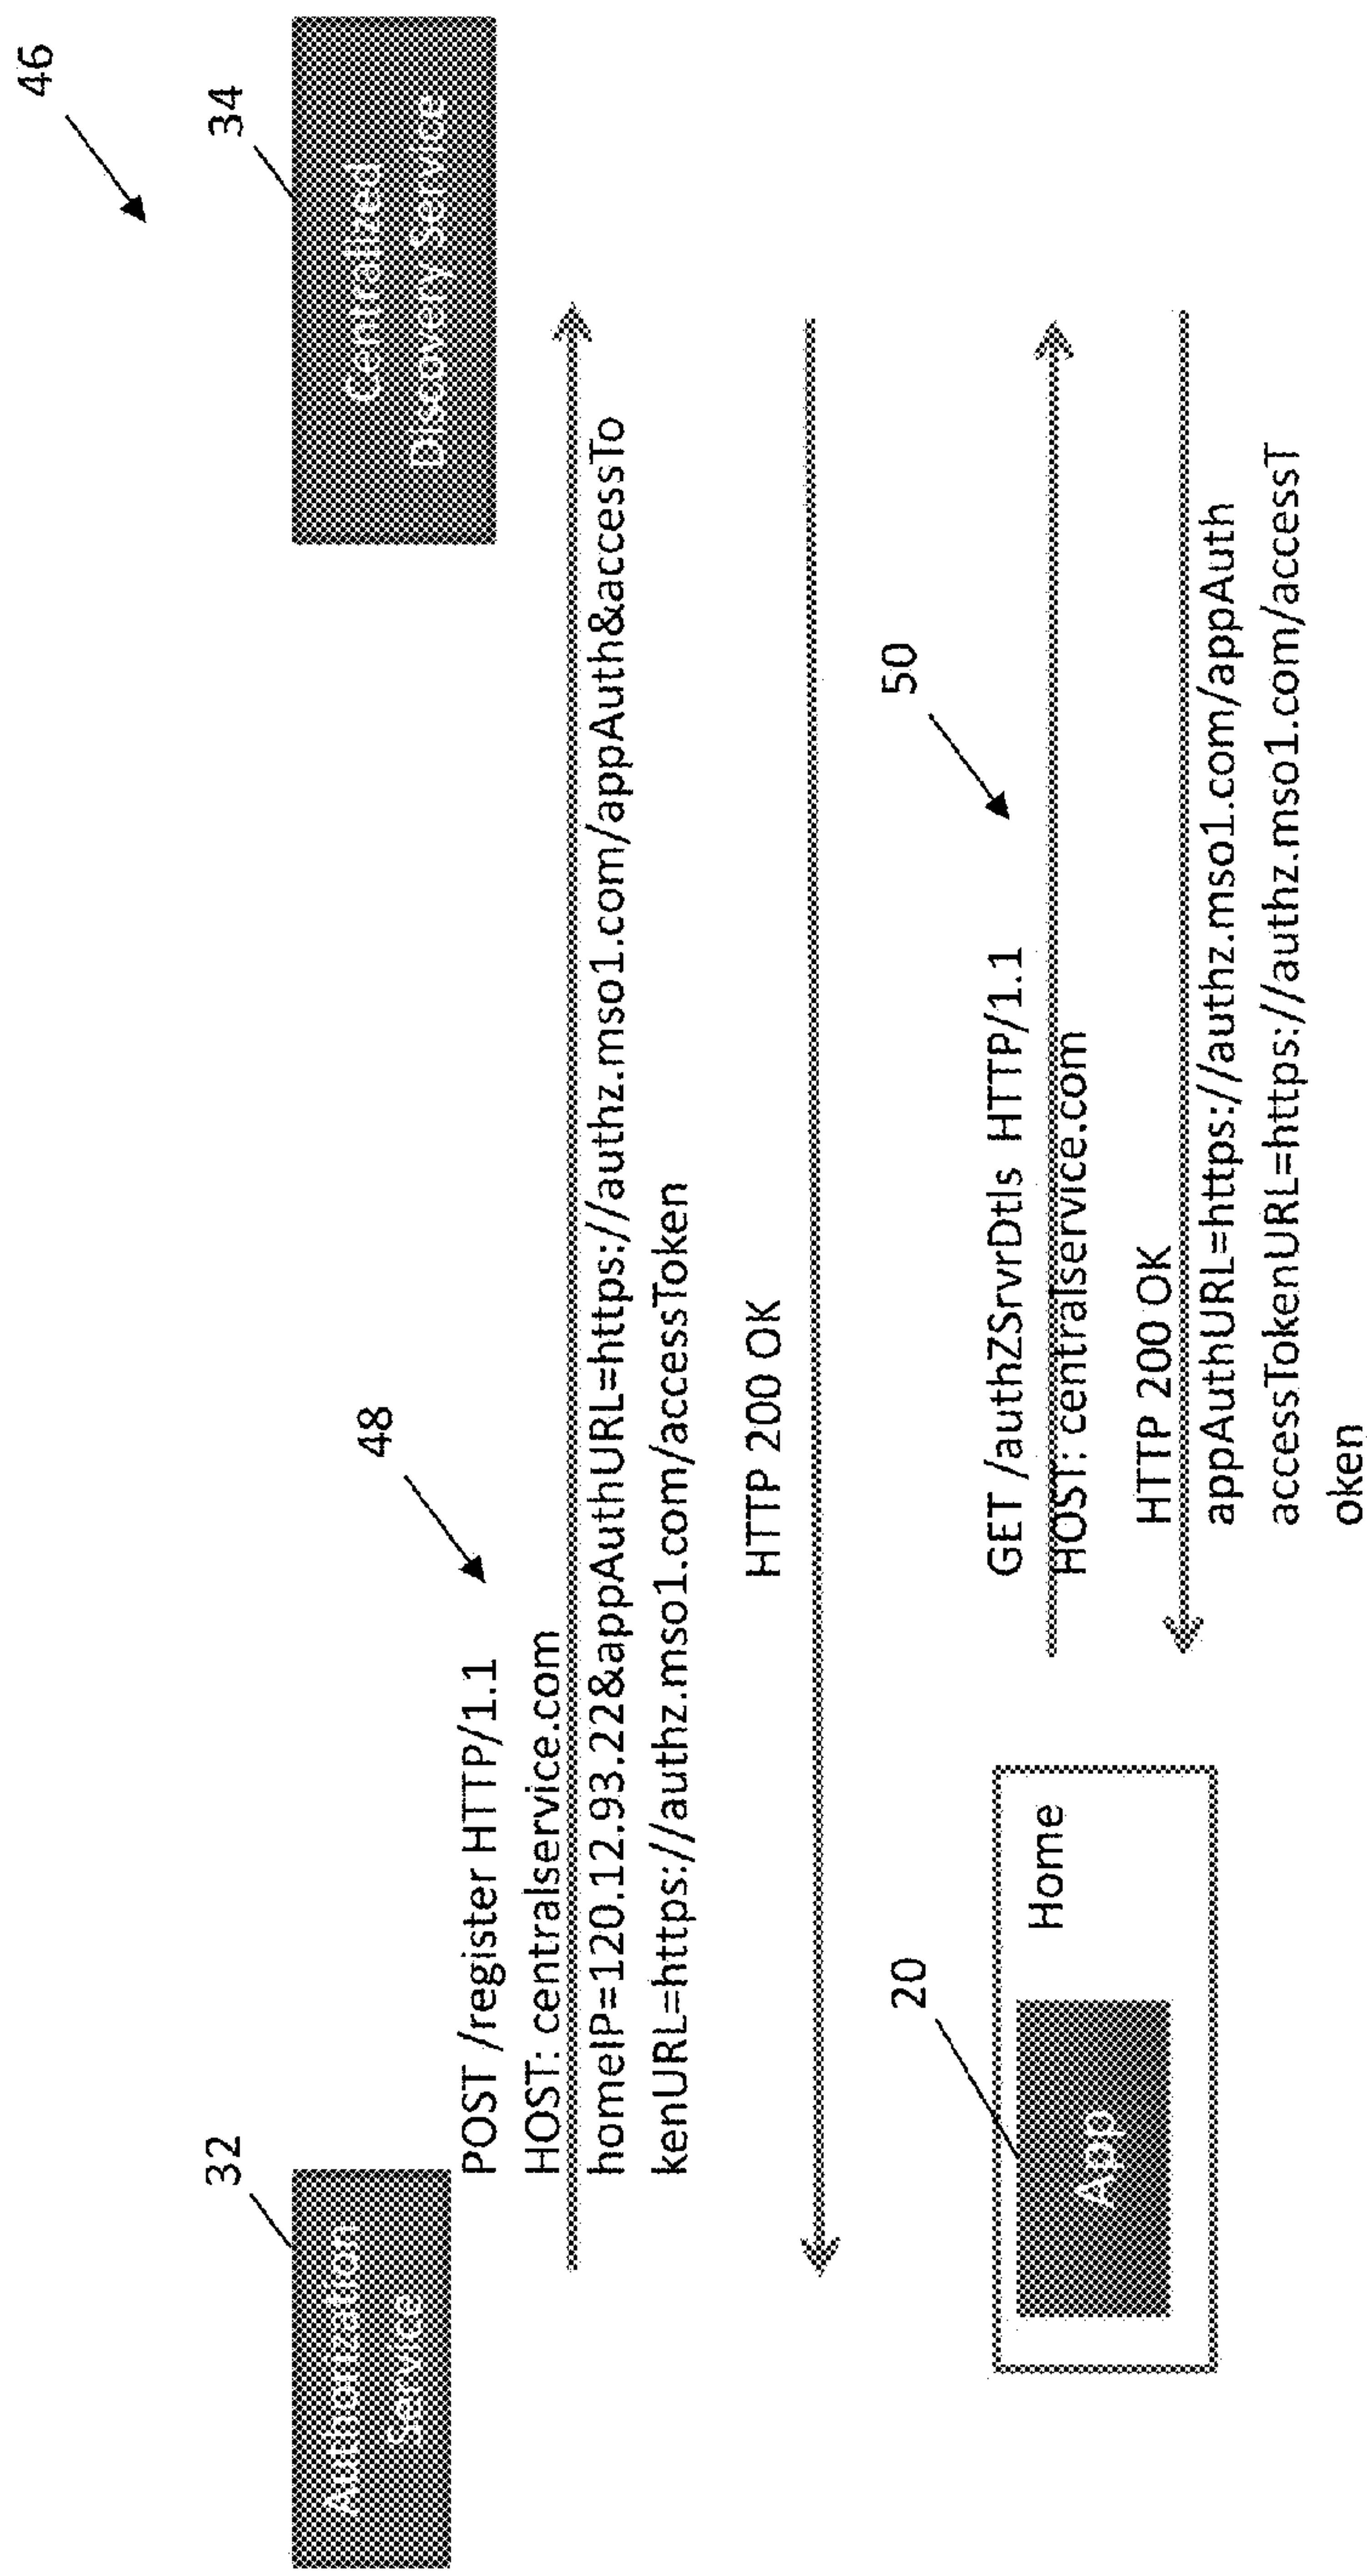 46
32
34
Authorization
Service
Centralized
Discovery Service
48
POST /register HTTP/1.1
HOST: centralservice.com
homeIP=120.12.93.22&appAuthURL=https://authz.mso1.com/appAuth&accessTo
kenURL=https://authz.mso1.com/accessToken
HTTP 200 OK
50
20
Home
App
GET /authZSrvrDtls HTTP/1.1
HOST: centralservice.com
HTTP 200 OK
appAuthURL=https://authz.mso1.com/appAuth
accessTokenURL=https://authz.mso1.com/accessT
oken